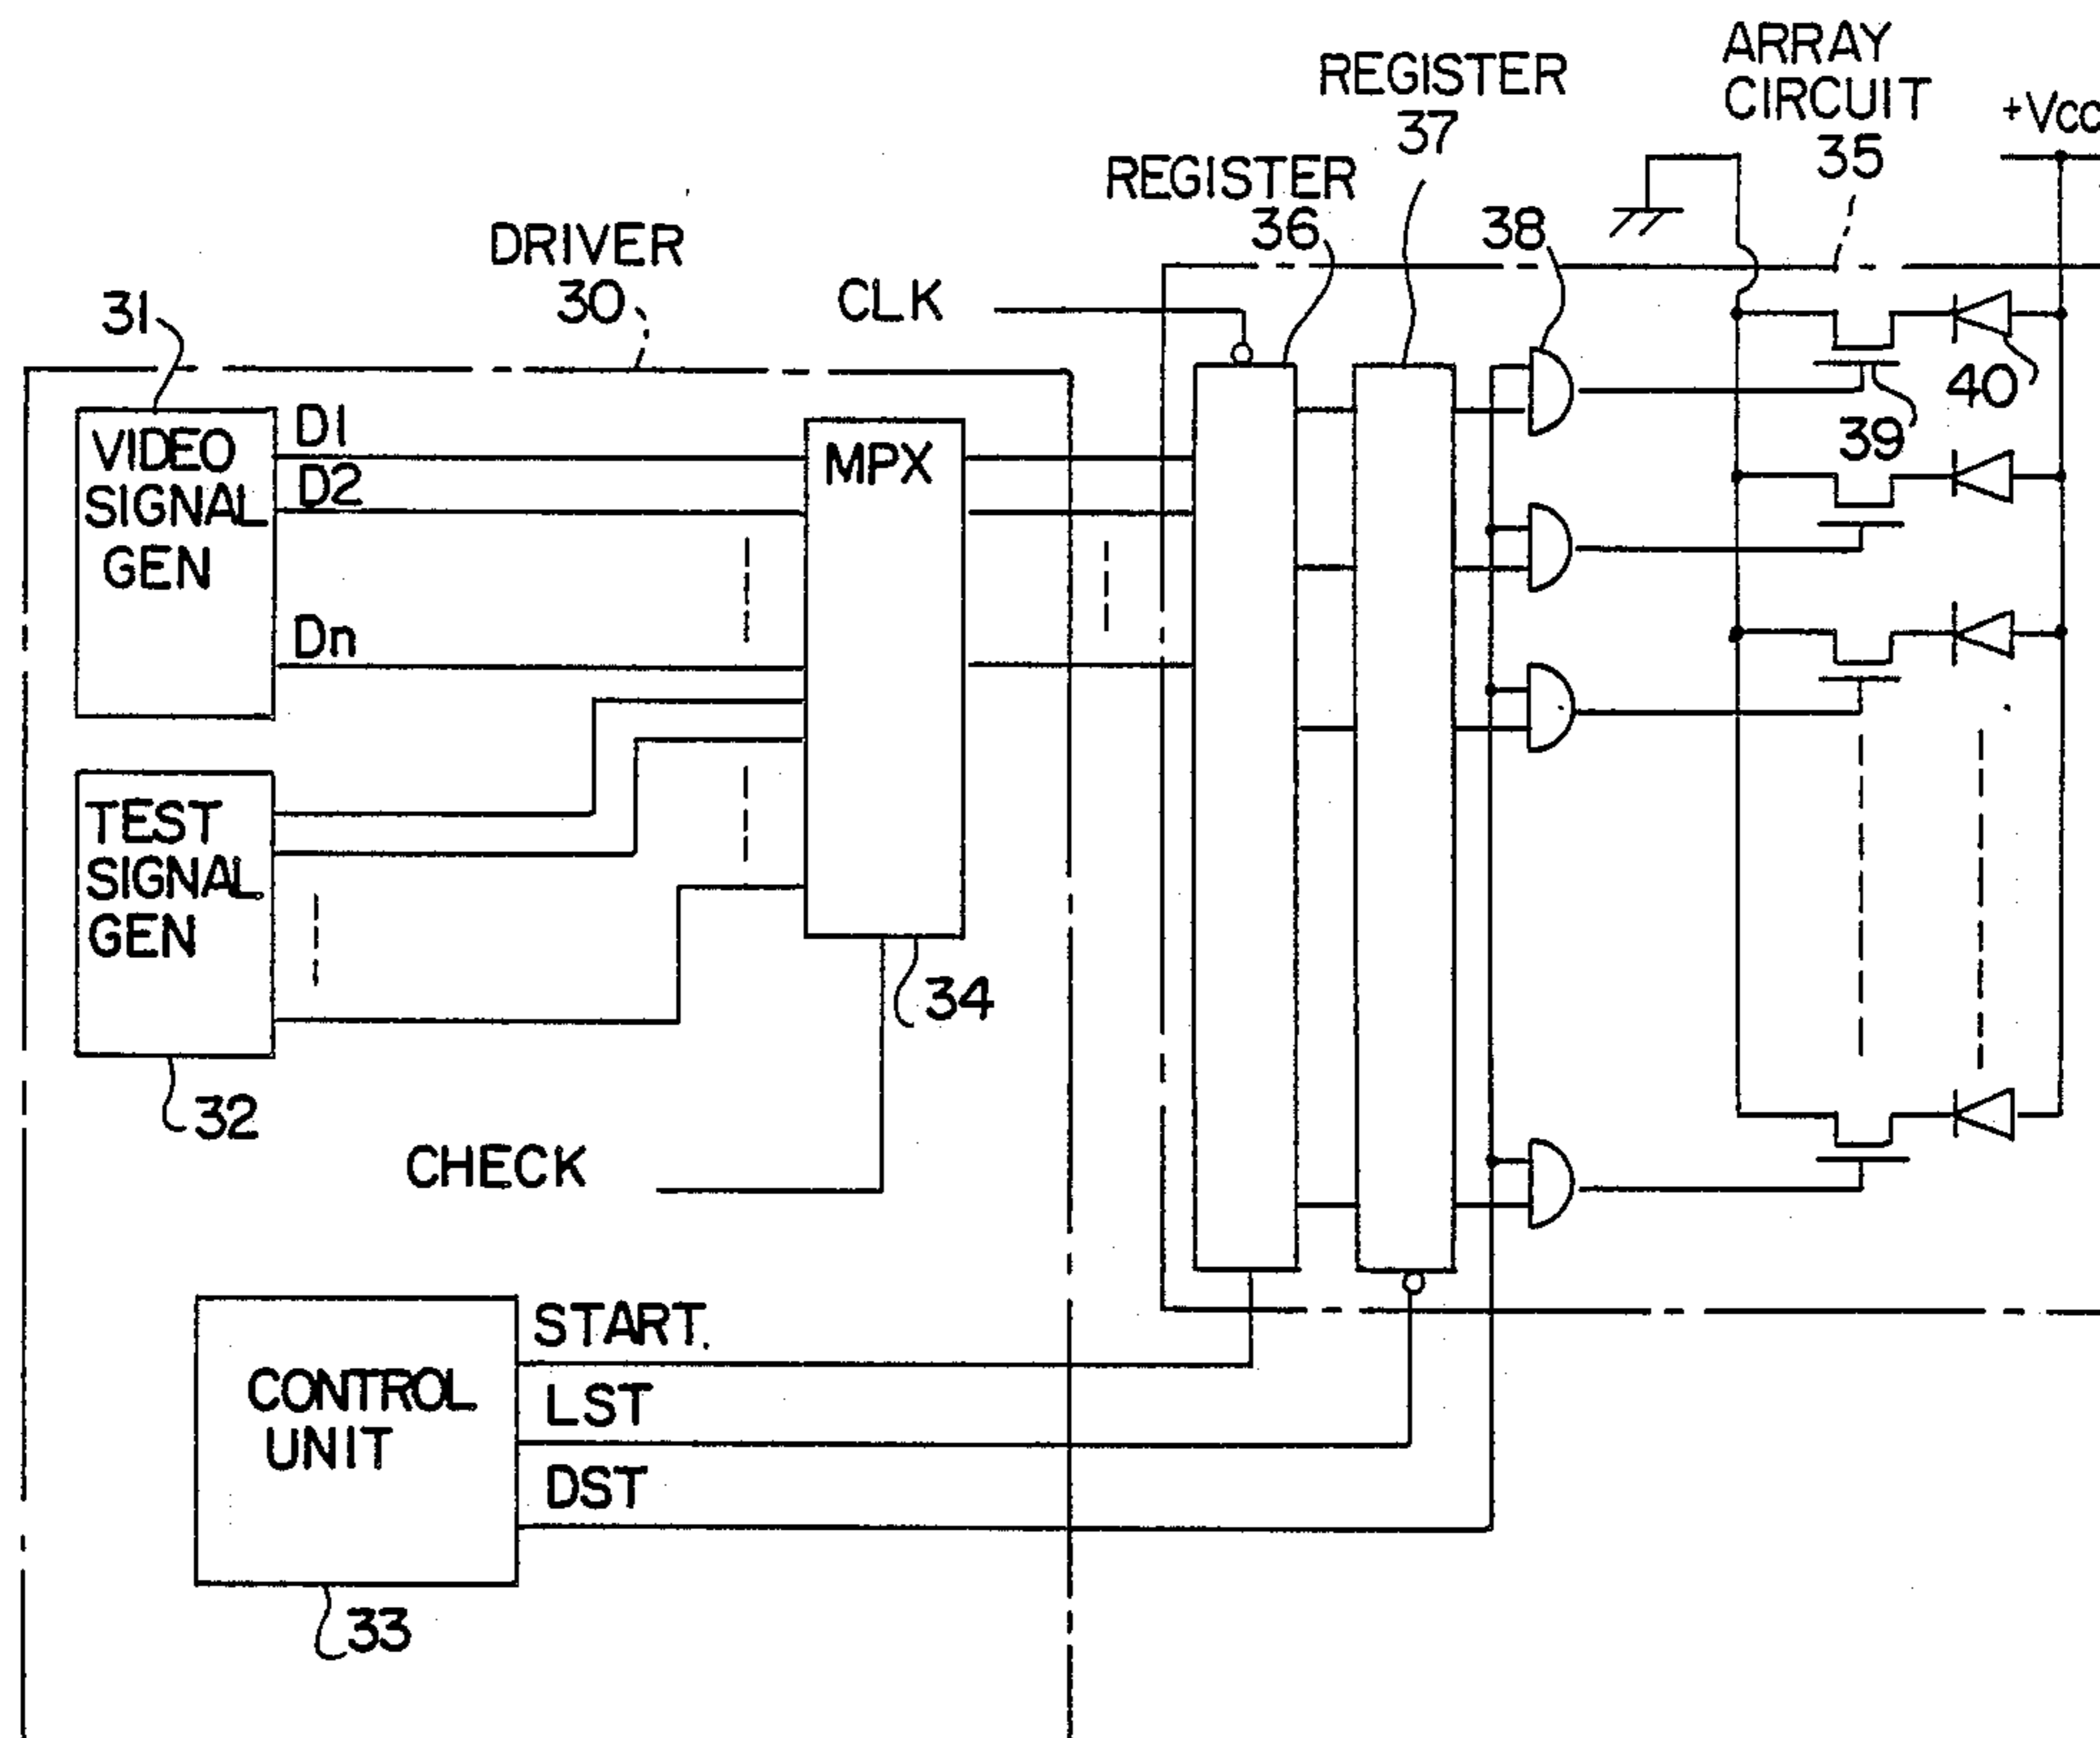 ARRAY
CIRCUIT
35
+Vcc
REGISTER
37
REGISTER
36
38
DRIVER
30
CLK
31
VIDEO
SIGNAL
GEN
D1
D2
Dn
MPX
40
39
TEST
SIGNAL
GEN
34
32
CHECK
CONTROL
UNIT
START.
LST
DST
33